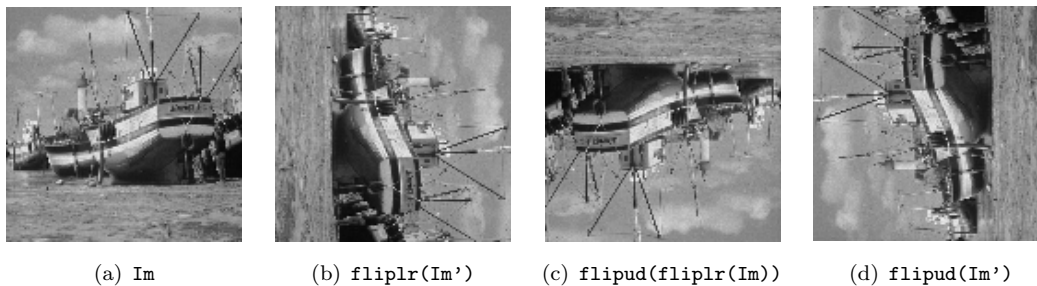 (a) Im
(b) fliplr(Im’)
(c) flipud(fliplr(Im))
(d) flipud(Im’)